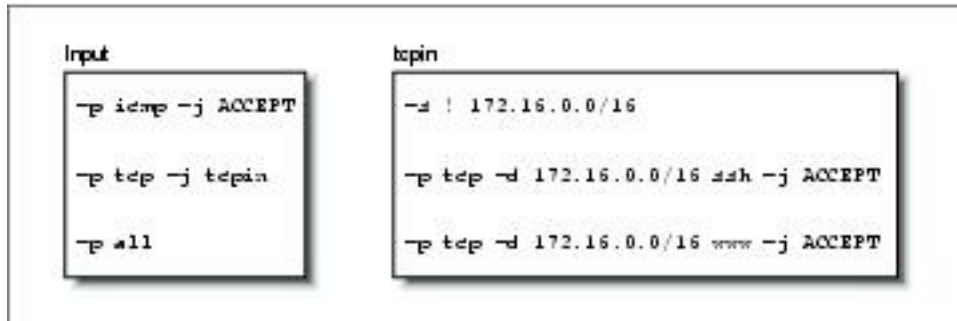 Input
-p icmp -j ACCEPT
-p tcp -j tcpin
-p all
tcpin
-s ! 172.16.0.0/16
-p tcp -d 172.16.0.0/16 ssh -j ACCEPT
-p tcp -d 172.16.0.0/16 www -j ACCEPT